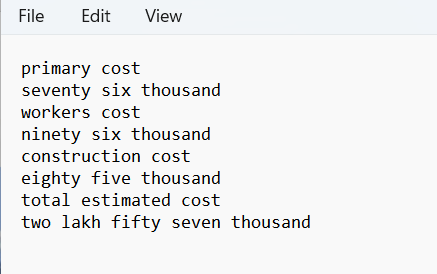 File Edit View
primary cost
seventy six thousand
workers cost
ninety six thousand
construction cost
eighty five thousand
total estimated cost
two lakh fifty seven thousand